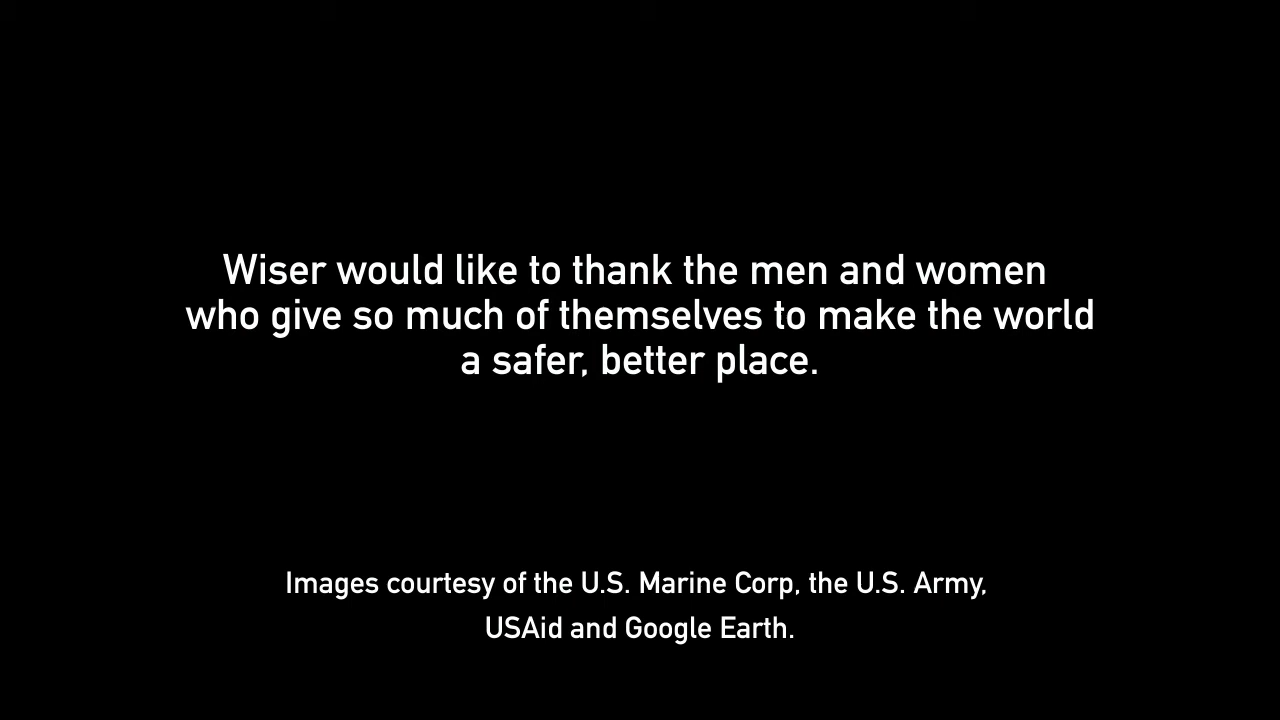 Wiser would like to thank the men and women
who give so much of themselves to make the world
a safer, better place.
Images courtesy of the U.S. Marine Corp, the U.S. Army,
USAid and Google Earth.